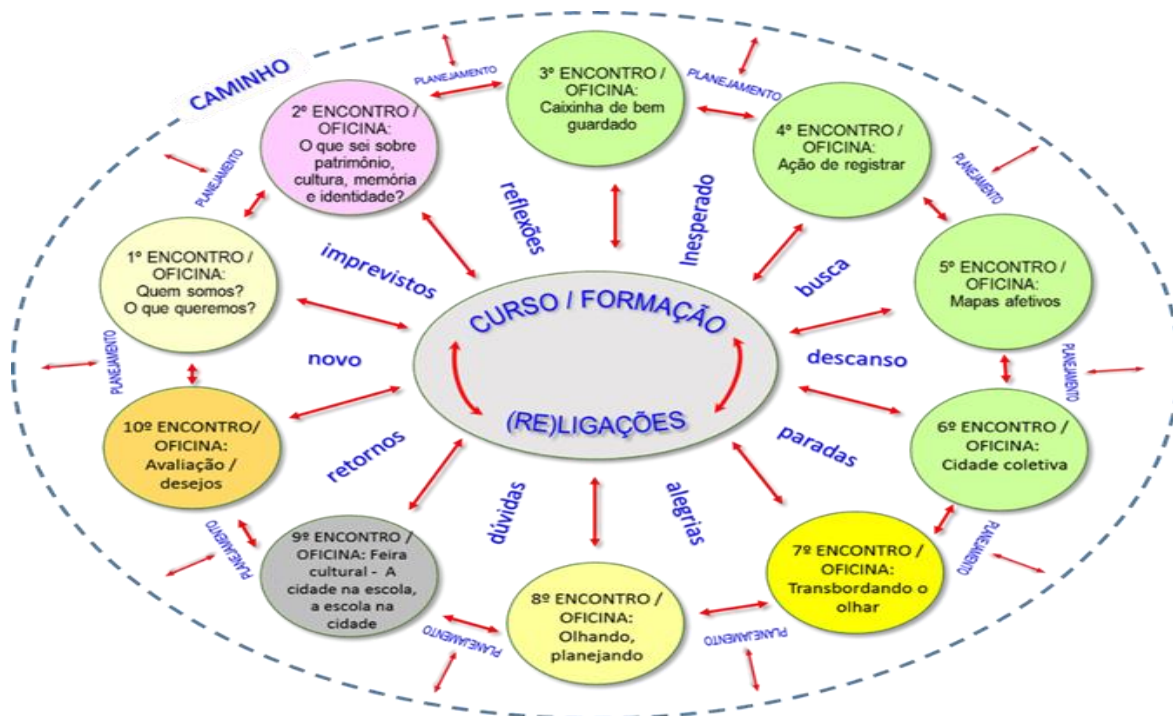 CAMINHO
1º ENCONTRO /
OFICINA:
Quem somos?
O que queremos?
PLANEJAMENTO
2º ENCONTRO /
OFICINA:
O que sei sobre
patrimônio,
cultura, memória
e identidade?
PLANEJAMENTO
3º ENCONTRO /
OFICINA:
Caixinha de bem
guardado
PLANEJAMENTO
4º ENCONTRO /
OFICINA:
Ação de registrar
PLANEJAMENTO
5º ENCONTRO /
OFICINA:
Mapas afetivos
PLANEJAMENTO
6º ENCONTRO /
OFICINA:
Cidade coletiva
PLANEJAMENTO
7º ENCONTRO /
OFICINA:
Transbordando o
olhar
PLANEJAMENTO
8º ENCONTRO /
OFICINA:
Olhando,
planejando
PLANEJAMENTO
9º ENCONTRO /
OFICINA: Feira
cultural - A
cidade na escola,
a escola na
cidade
PLANEJAMENTO
10º ENCONTRO/
OFICINA:
Avaliação /
desejos
PLANEJAMENTO
novo
imprevistos
reflexões
Inesperado
busca
descanso
paradas
alegrias
dúvidas
retornos
CURSO / FORMAÇÃO
(RE)LIGAÇÕES